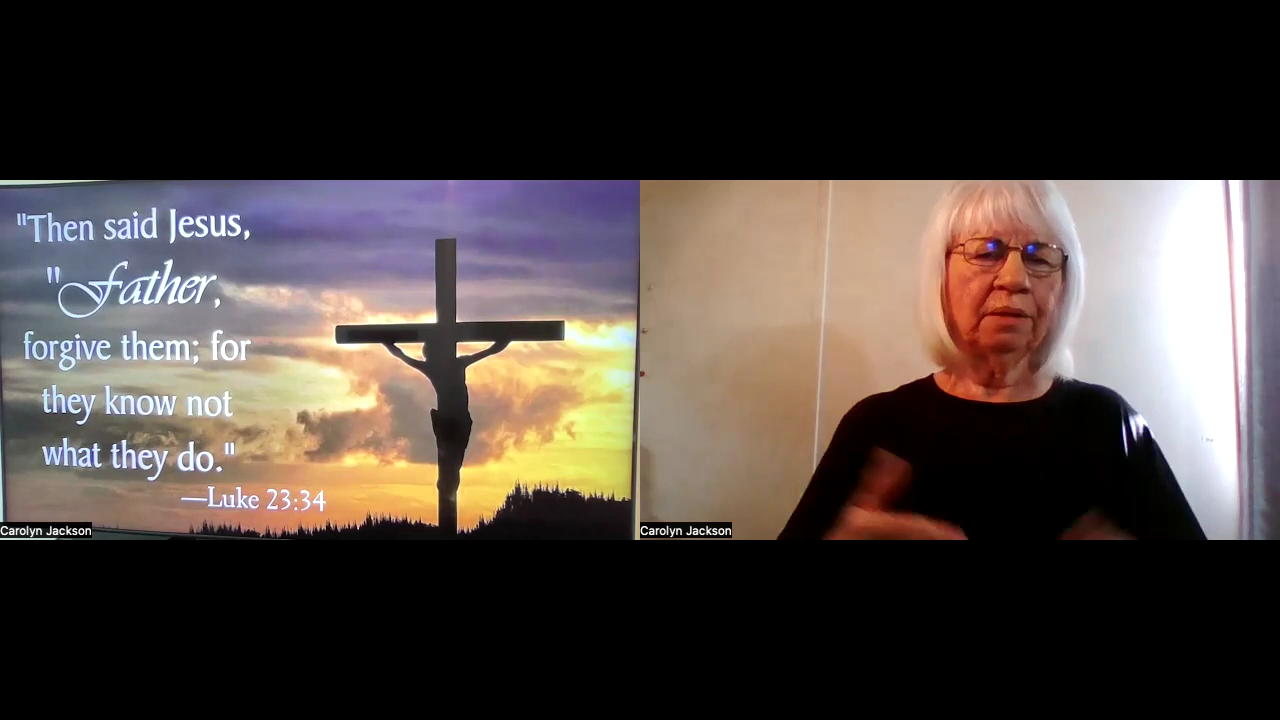 "Then said Jesus,
"Father,
forgive them; for
they know not
what they do."
—Luke 23:34
Carolyn Jackson
Carolyn Jackson